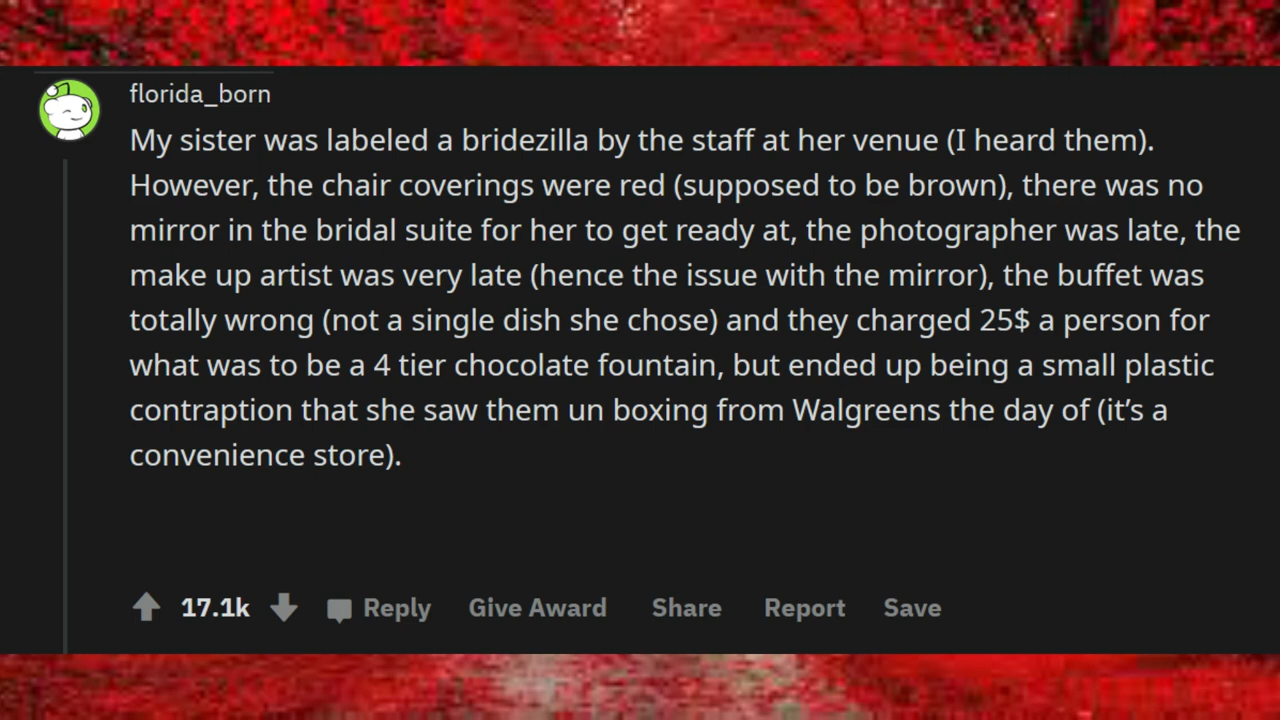 florida_born
My sister was labeled a bridezilla by the staff at her venue (I heard them).
However, the chair coverings were red (supposed to be brown), there was no
mirror in the bridal suite for her to get ready at, the photographer was late, the
make up artist was very late (hence the issue with the mirror), the buffet was
totally wrong (not a single dish she chose) and they charged 25$ a person for
what was to be a 4 tier chocolate fountain, but ended up being a small plastic
contraption that she saw them un boxing from Walgreens the day of (it’s a
convenience store).
17.1k Reply Give Award Share Report Save